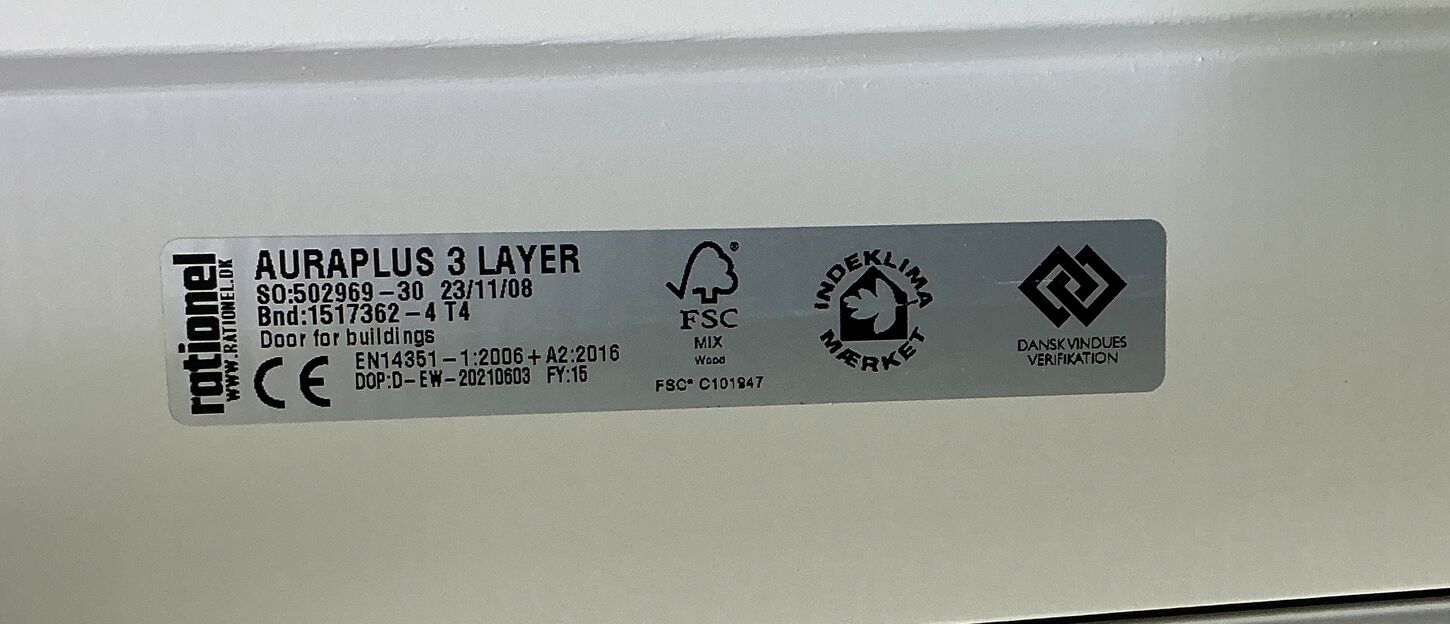 rationel
WWW.RATIONEL.DK
AURAPLUS 3 LAYER
SO:502969-30 23/11/08
Bnd:1517362-4 T4
Door for buildings
CE
EN14351-1:2006+A2:2016
DOP:D-EW-20210603 FY:15
®
FSC
MIX
Wood
FSC® C101947
INDEKLIMA
MÆRKET
DANSK VINDUES
VERIFIKATION